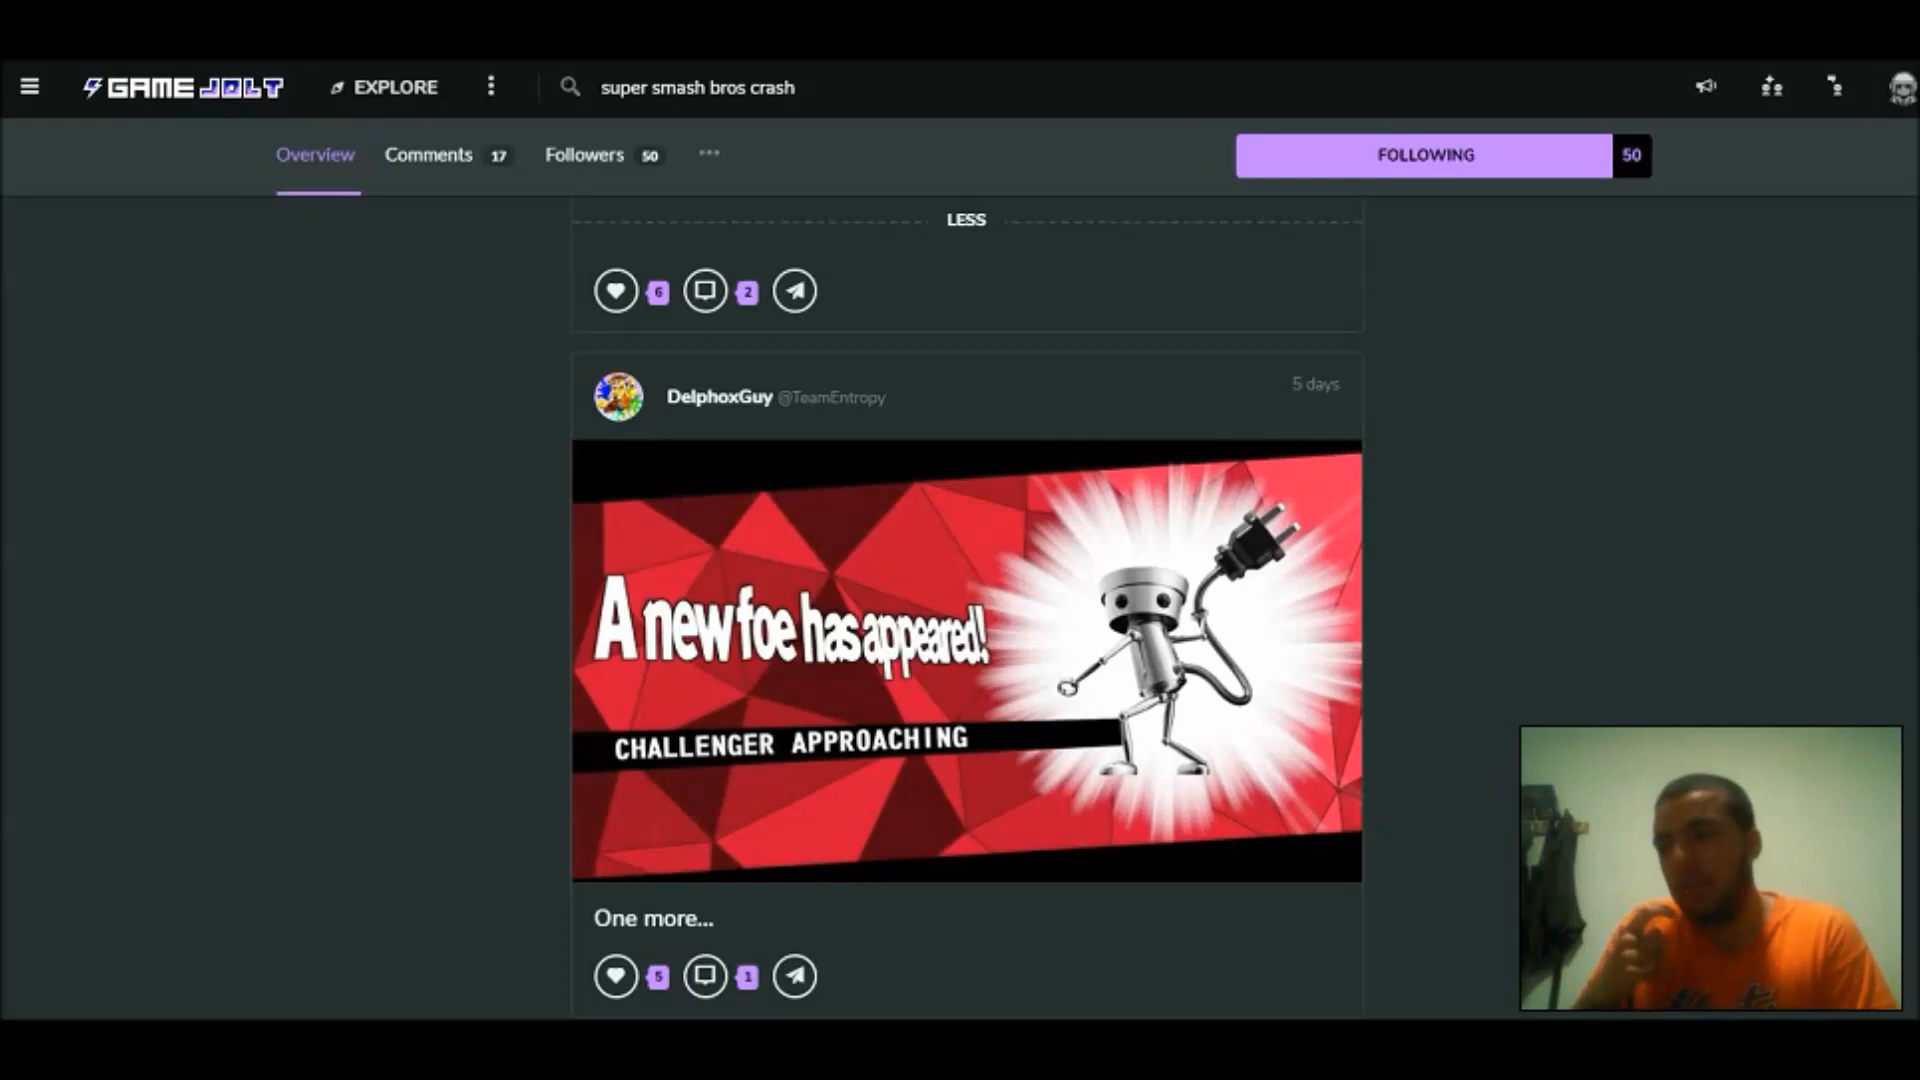 GAME JOLT EXPLORE super smash bros crash
Overview Comments 17 Followers 50 FOLLOWING 50
LESS
6 2
DelphoxGuy @TeamEntropy 5 days
A new foe has appeared!
CHALLENGER APPROACHING
One more...
5 1